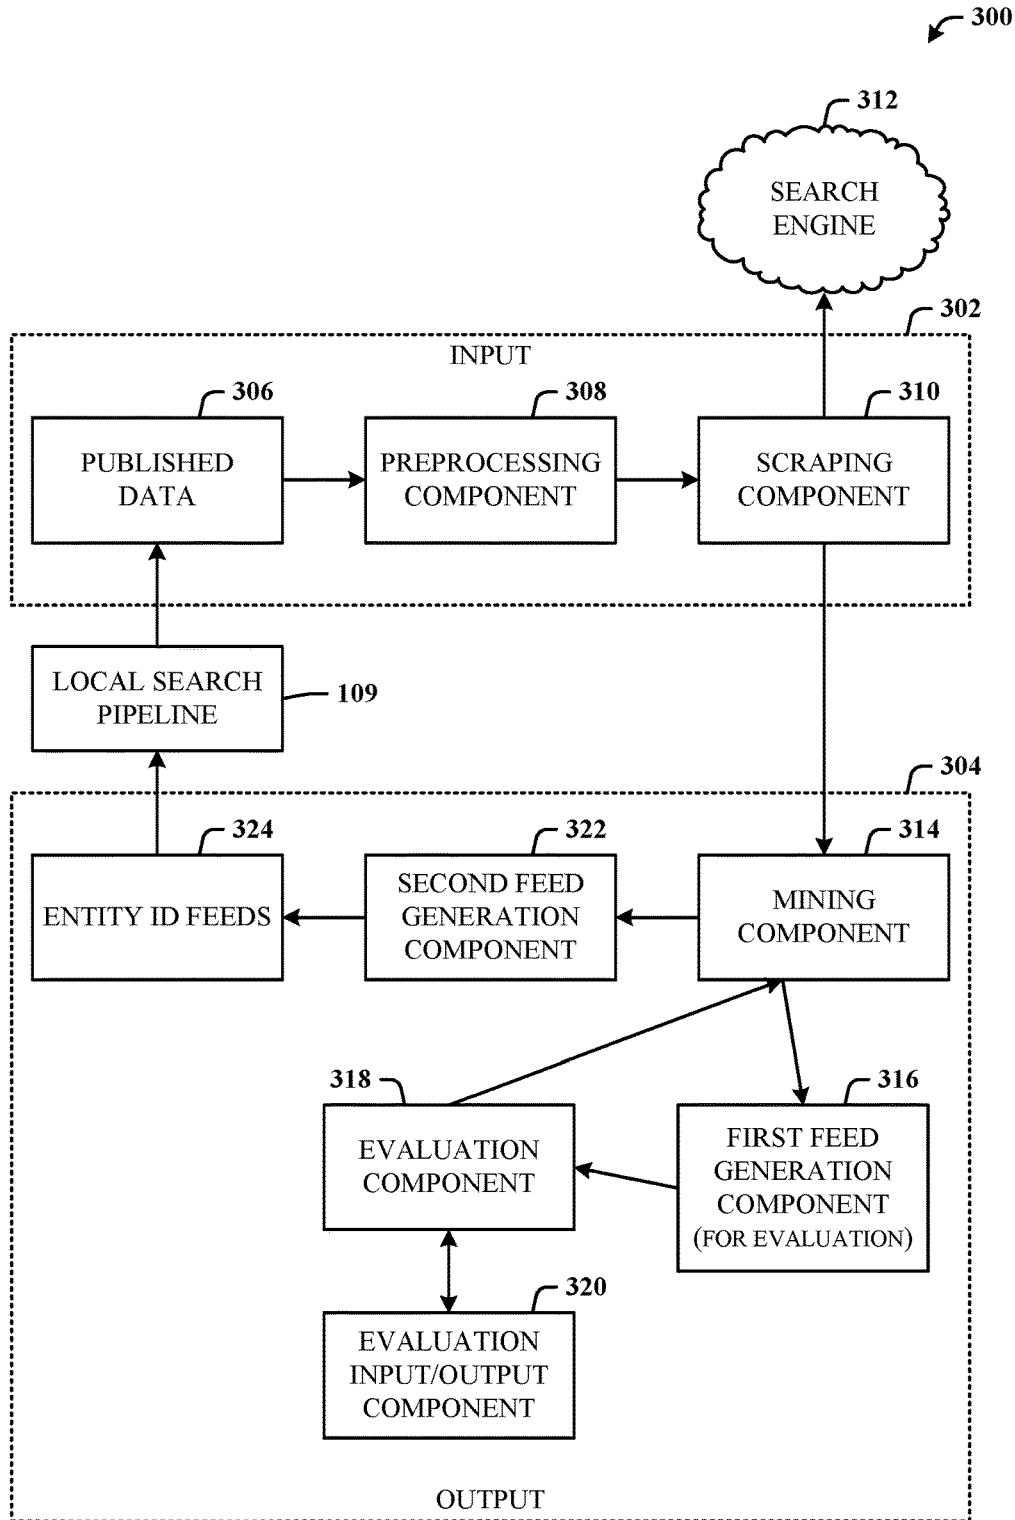 300
312
SEARCH
ENGINE
302
INPUT
306
308
310
PUBLISHED
DATA
PREPROCESSING
COMPONENT
SCRAPING
COMPONENT
LOCAL SEARCH
PIPELINE
109
304
324
322
314
ENTITY ID FEEDS
SECOND FEED
GENERATION
COMPONENT
MINING
COMPONENT
318
316
EVALUATION
COMPONENT
FIRST FEED
GENERATION
COMPONENT
(FOR EVALUATION)
320
EVALUATION
INPUT/OUTPUT
COMPONENT
OUTPUT